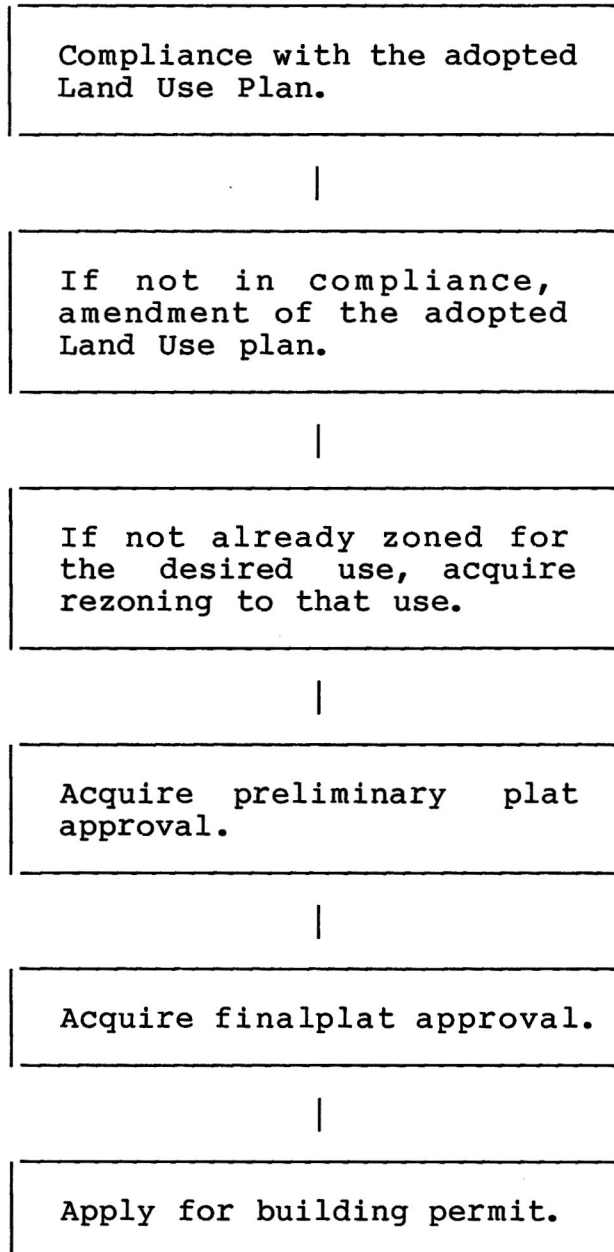 Compliance with the adopted
Land Use Plan.
If not in compliance,
amendment of the adopted
Land Use plan.
If not already zoned for
the desired use, acquire
rezoning to that use.
Acquire preliminary plat
approval.
Acquire finalplat approval.
Apply for building permit.